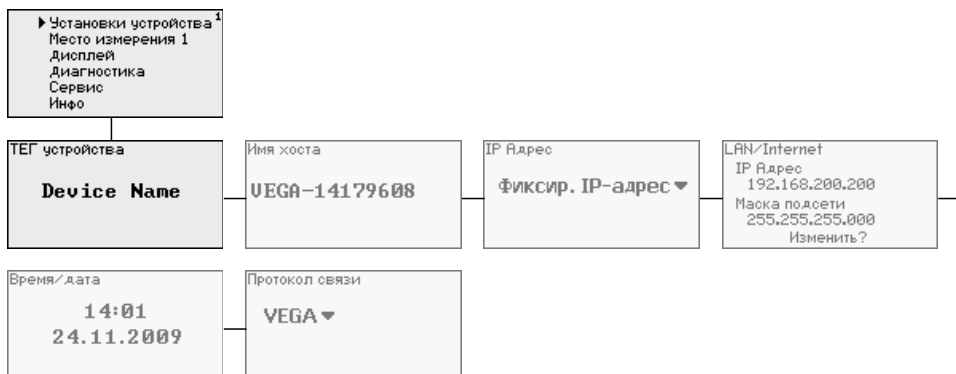 ▶Установки устройства 1
Место измерения 1
Дисплей
Диагностика
Сервис
Инфо
ТЕГ устройства
Device Name
Имя хоста
VEGA-14179608
IP Адрес
Фиксир. IP-адрес ▼
LAN/Internet
IP Адрес
192.168.200.200
Маска подсети
255.255.255.000
Изменить?
Время/дата
14:01
24.11.2009
Протокол связи
VEGA ▼